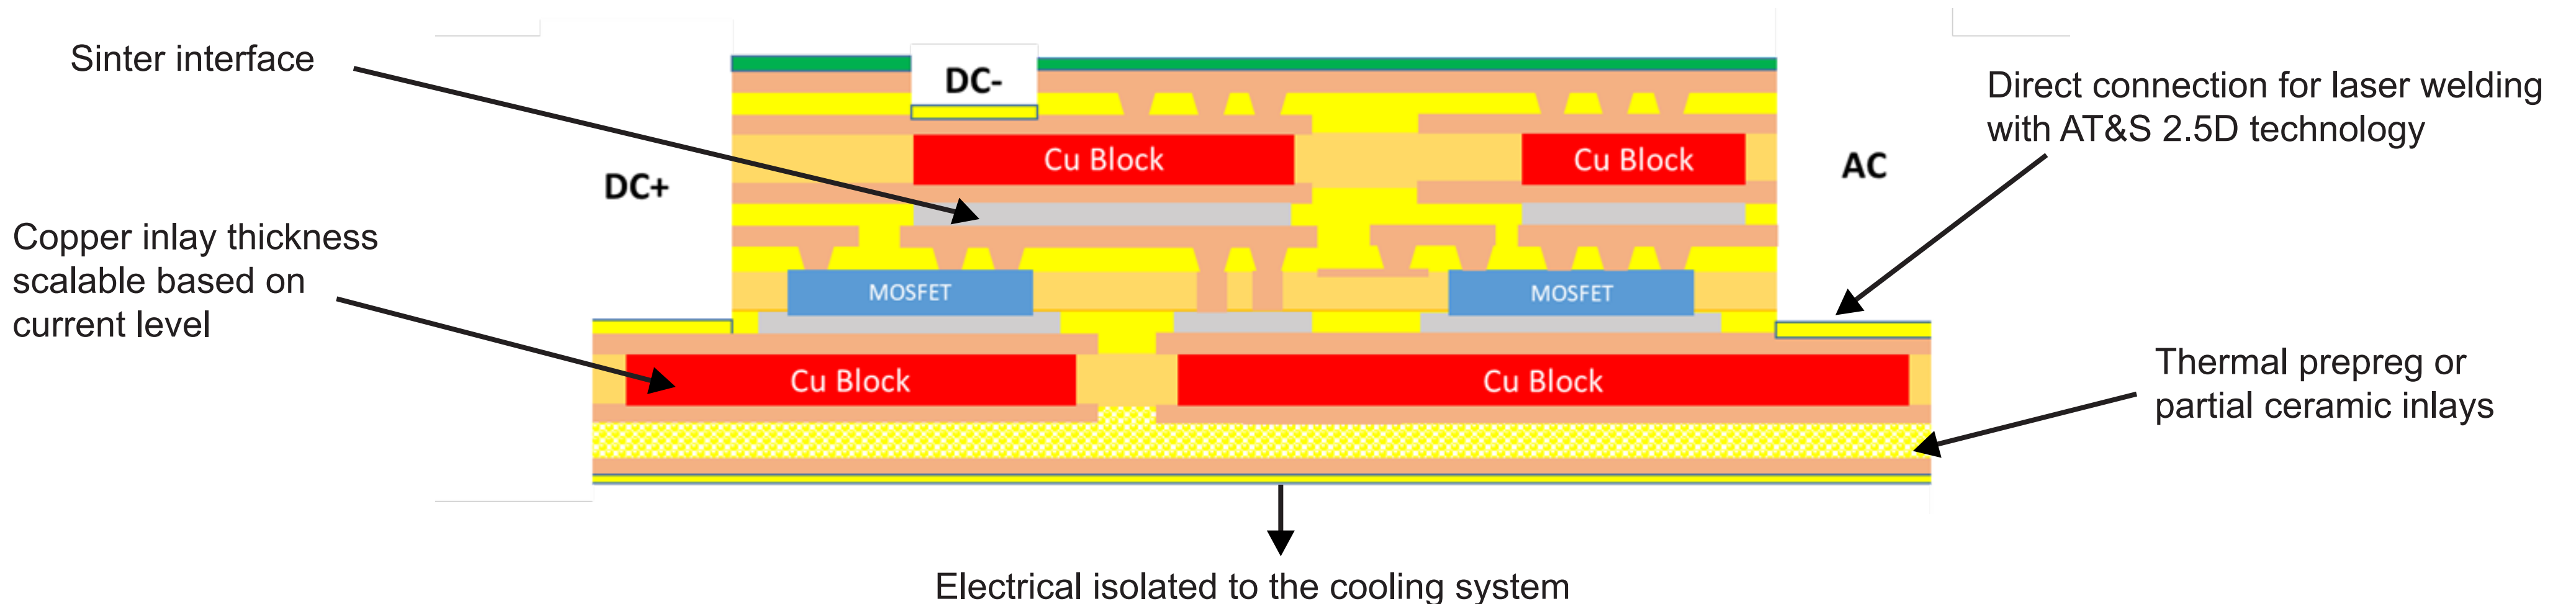 Sinter interface
DC-
Direct connection for laser welding
with AT&S 2.5D technology
Cu Block
Cu Block
AC
DC+
Copper inlay thickness
scalable based on
current level
MOSFET
MOSFET
Cu Block
Cu Block
Thermal prepreg or
partial ceramic inlays
Electrical isolated to the cooling system